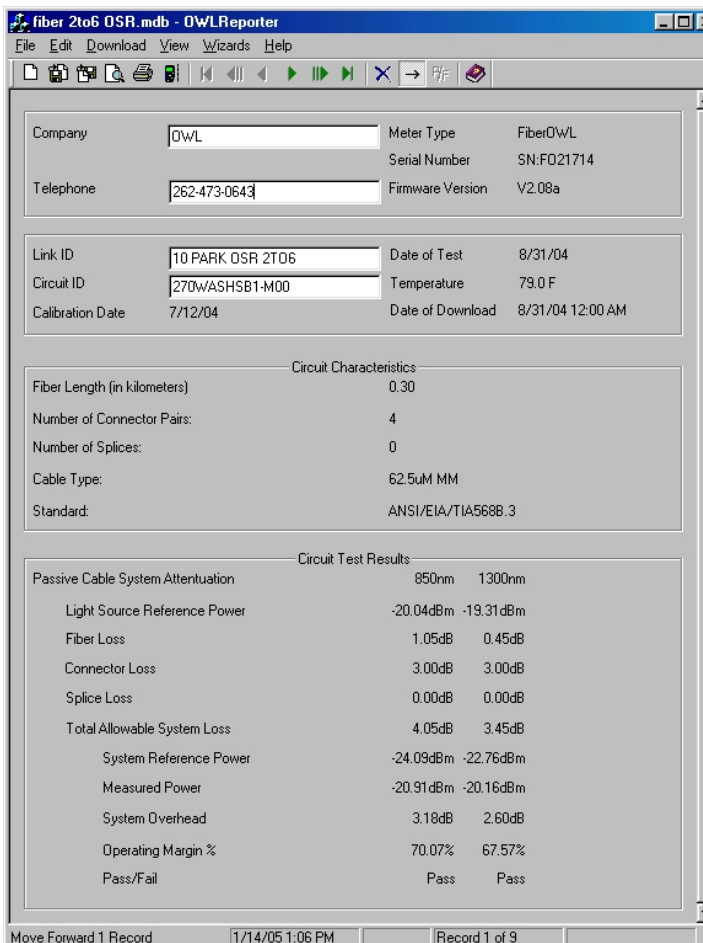 fiber 2to6 OSR.mdb - OWLReporter
File Edit Download View Wizards Help
P/F
Company OWL Meter Type FiberOWL
Serial Number SN:FO21714
Telephone 262-473-0643 Firmware Version V2.08a
Link ID 10 PARK OSR 2TO6 Date of Test 8/31/04
Circuit ID 270WASHSB1-M00 Temperature 79.0 F
Calibration Date 7/12/04 Date of Download 8/31/04 12:00 AM
Circuit Characteristics
Fiber Length (in kilometers) 0.30
Number of Connector Pairs: 4
Number of Splices: 0
Cable Type: 62.5uM MM
Standard: ANSI/EIA/TIA568B.3
Circuit Test Results
Passive Cable System Attentuation 850nm 1300nm
Light Source Reference Power -20.04dBm -19.31dBm
Fiber Loss 1.05dB 0.45dB
Connector Loss 3.00dB 3.00dB
Splice Loss 0.00dB 0.00dB
Total Allowable System Loss 4.05dB 3.45dB
System Reference Power -24.09dBm -22.76dBm
Measured Power -20.91dBm -20.16dBm
System Overhead 3.18dB 2.60dB
Operating Margin % 70.07% 67.57%
Pass/Fail Pass Pass
Move Forward 1 Record 1/14/05 1:06 PM Record 1 of 9